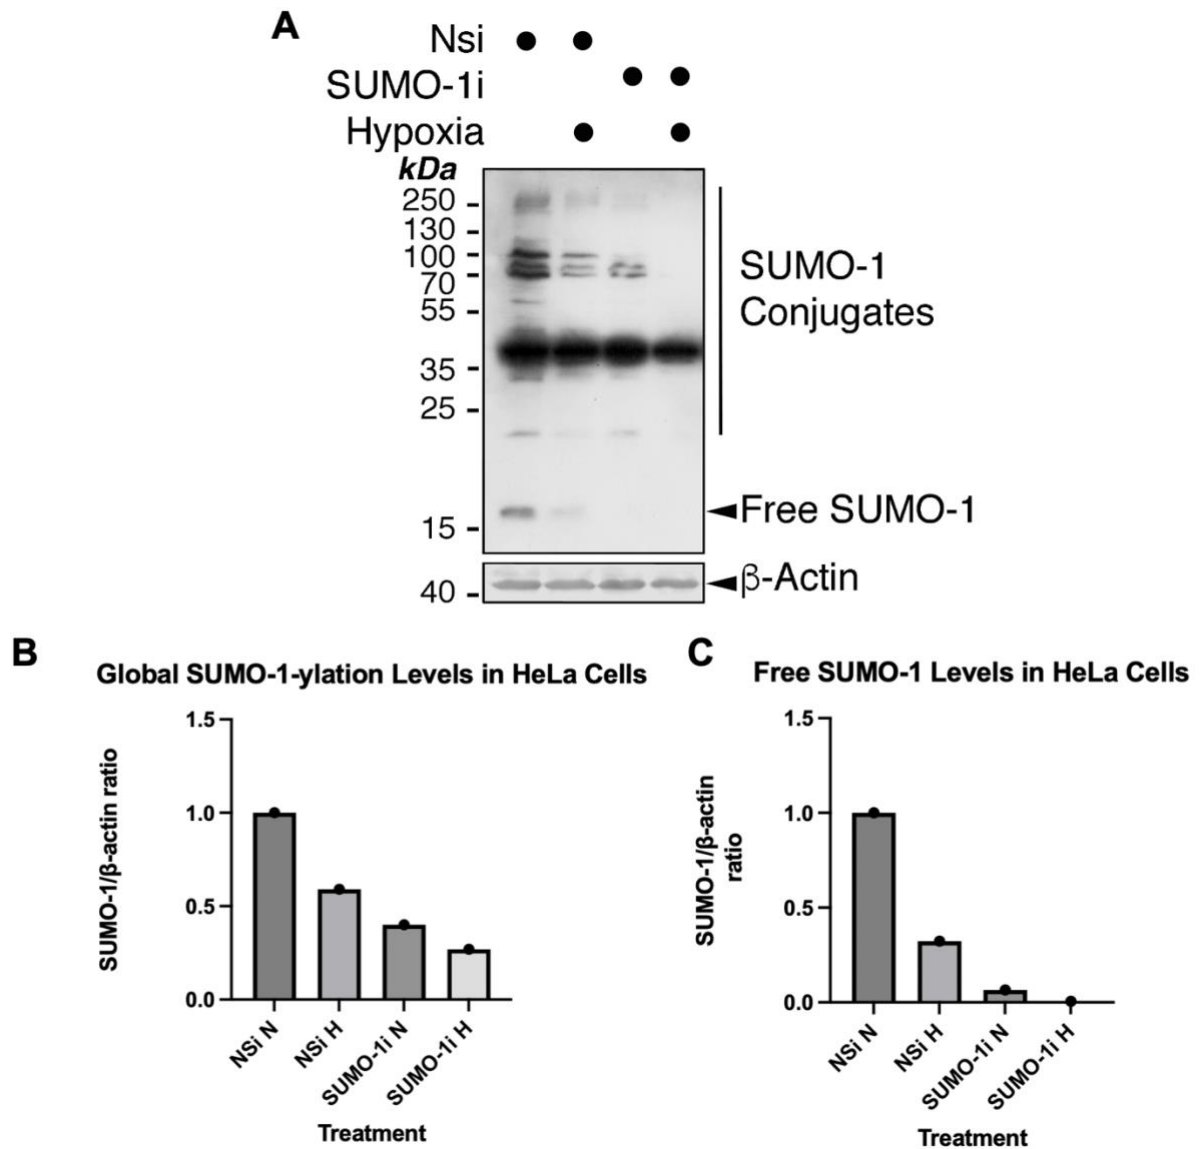 A
Nsi
SUMO-1i
Hypoxia
kDa
250
130
100
70
55
35
25
15
40
SUMO-1
Conjugates
Free SUMO-1
β-Actin
B
Global SUMO-1-ylation Levels in HeLa Cells
SUMO-1/β-actin ratio
1.5
1.0
0.5
0.0
NSi N
NSi H
SUMO-1i N
SUMO-1i H
Treatment
C
Free SUMO-1 Levels in HeLa Cells
SUMO-1/β-actin
ratio
1.5
1.0
0.5
0.0
NSi N
NSi H
SUMO-1i N
SUMO-1i H
Treatment